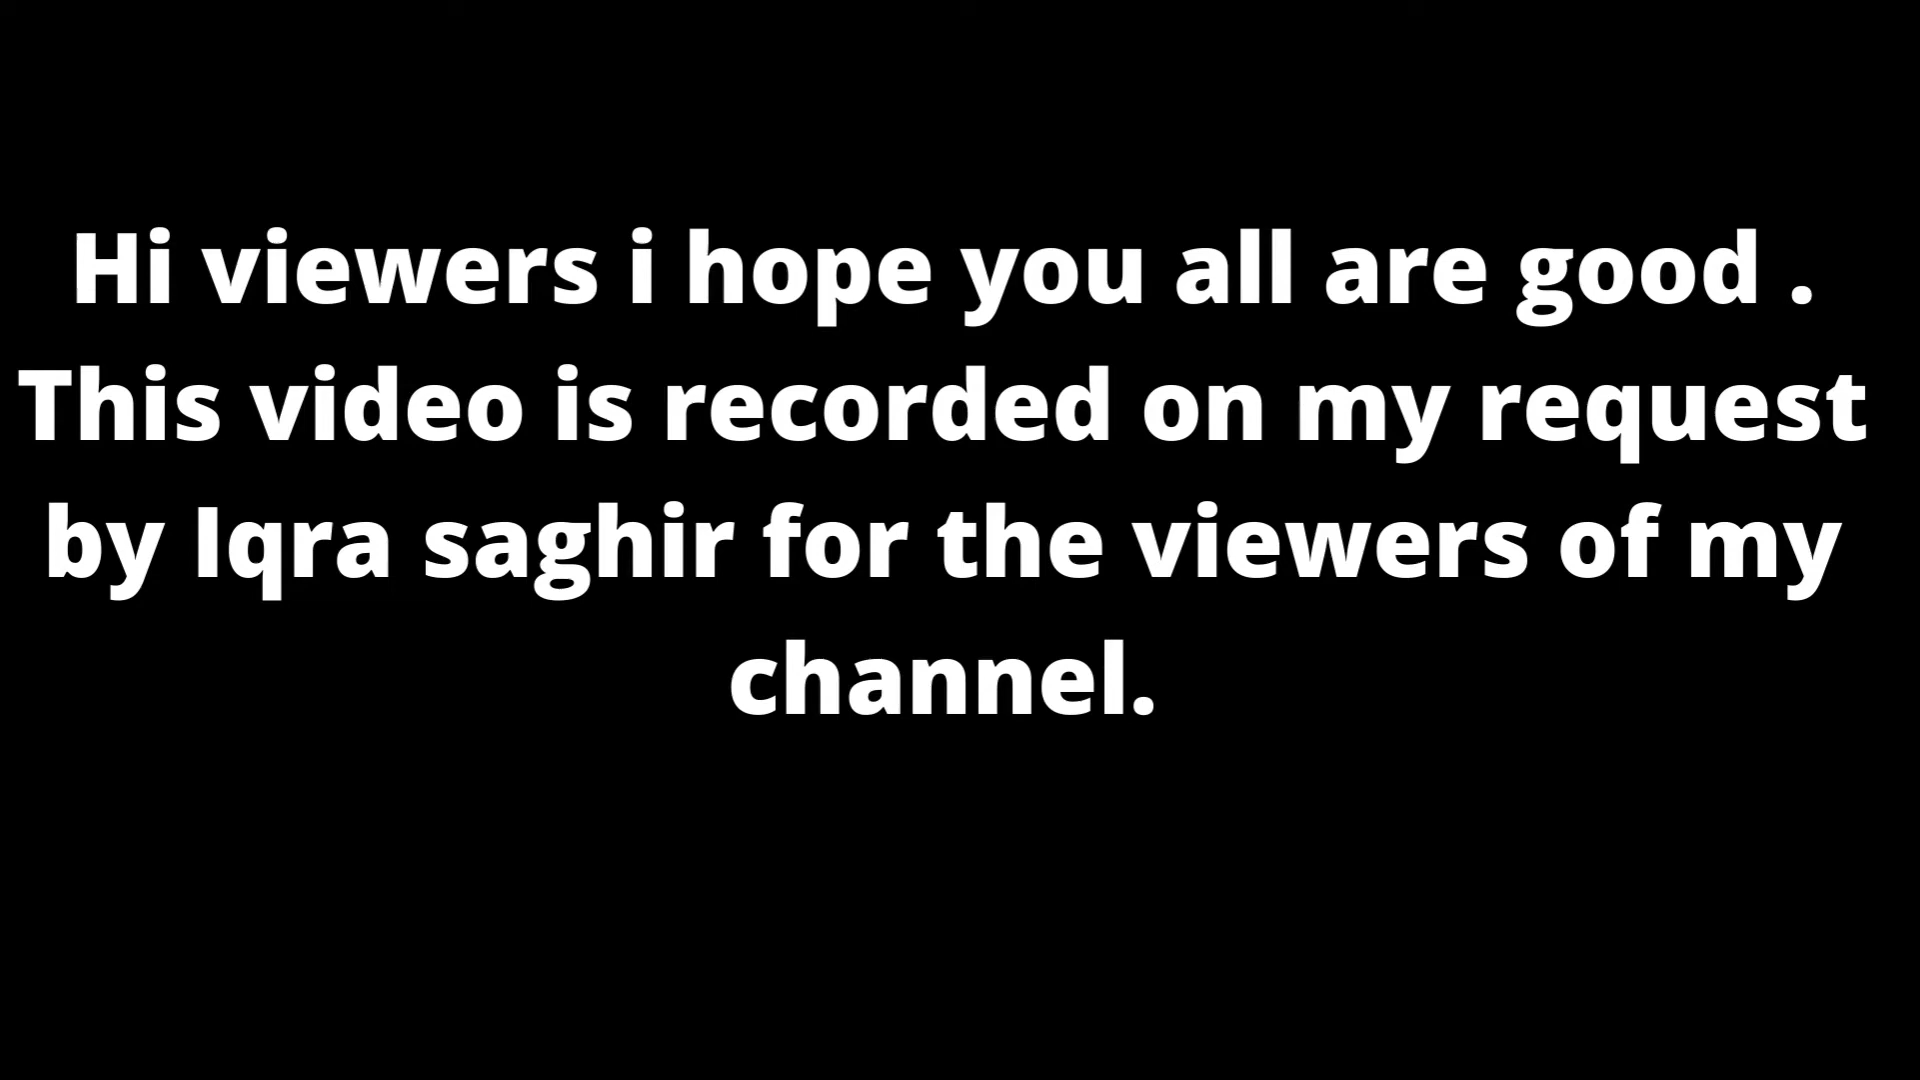 Hi viewers i hope you all are good .
This video is recorded on my request
by Iqra saghir for the viewers of my
channel.